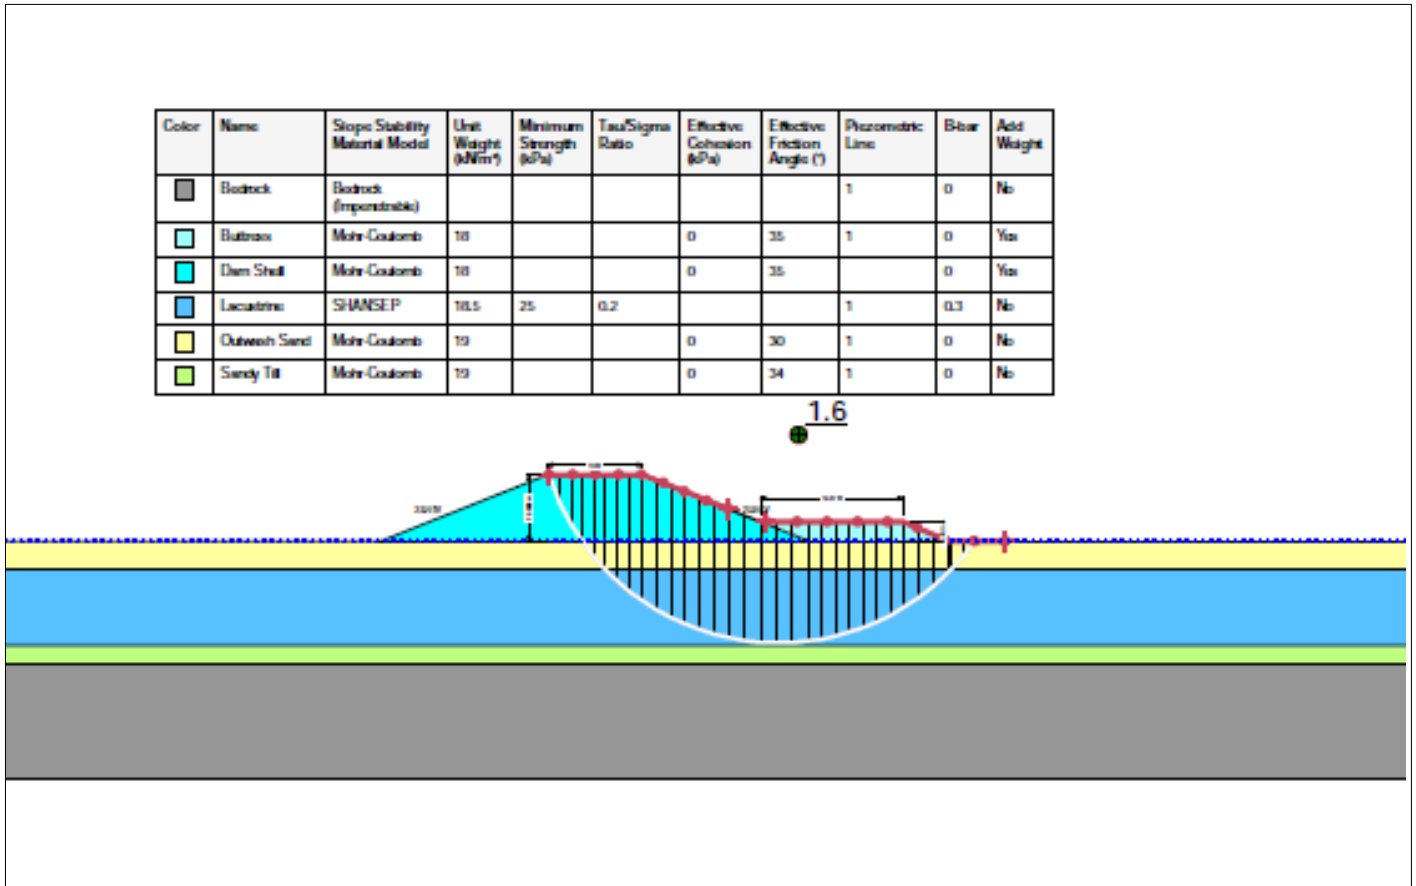 Color Name Slope Stability Material Model Unit Weight (kN/m³) Minimum Strength (kPa) Tau/Sigma Ratio Effective Cohesion (kPa) Effective Friction Angle (°) Piezometric Line B-bar Add Weight
Bedrock Bedrock (Impenetrable) 1 0 No
Buttress Mohr-Coulomb 18 0 35 1 0 Yes
Dam Shell Mohr-Coulomb 18 0 35 0 Yes
Lacustrine SHANSEP 18.5 25 0.2 1 0.3 No
Outwash Sand Mohr-Coulomb 19 0 30 1 0 No
Sandy Till Mohr-Coulomb 19 0 34 1 0 No
1.6